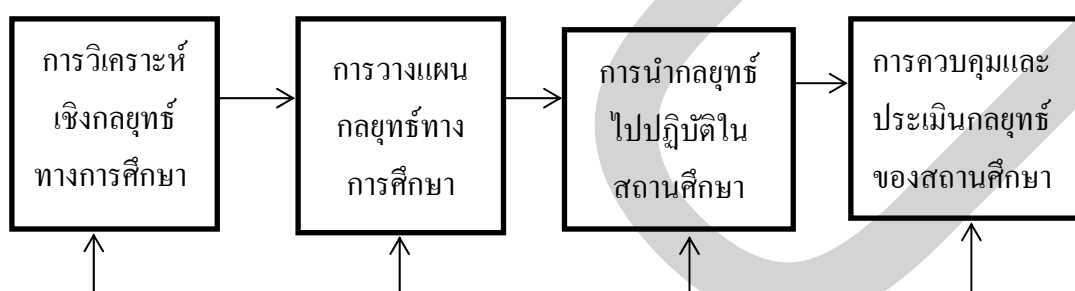 การวิเคราะห์
เชิงกลยุทธ์
ทางการศึกษา
การวางแผน
กลยุทธ์ทาง
การศึกษา
การนำกลยุทธ์
ไปปฏิบัติใน
สถานศึกษา
การควบคุมและ
ประเมินกลยุทธ์
ของสถานศึกษา